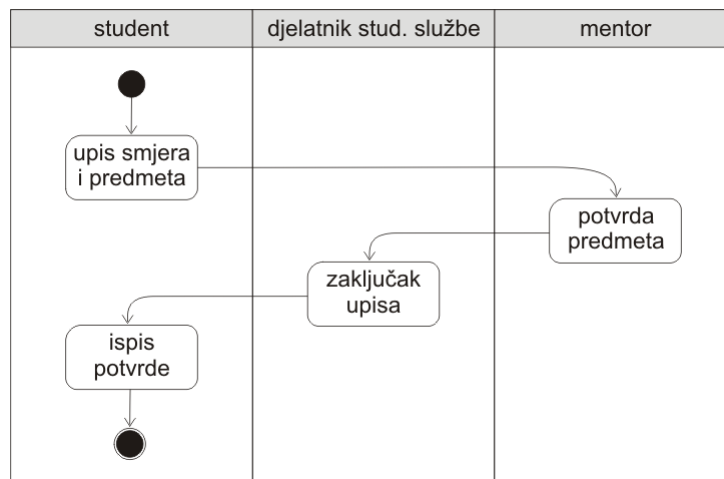 student
djelatnik stud. službe
mentor
upis smjera
i predmeta
potvrda
predmeta
zaključak
upisa
ispis
potvrde